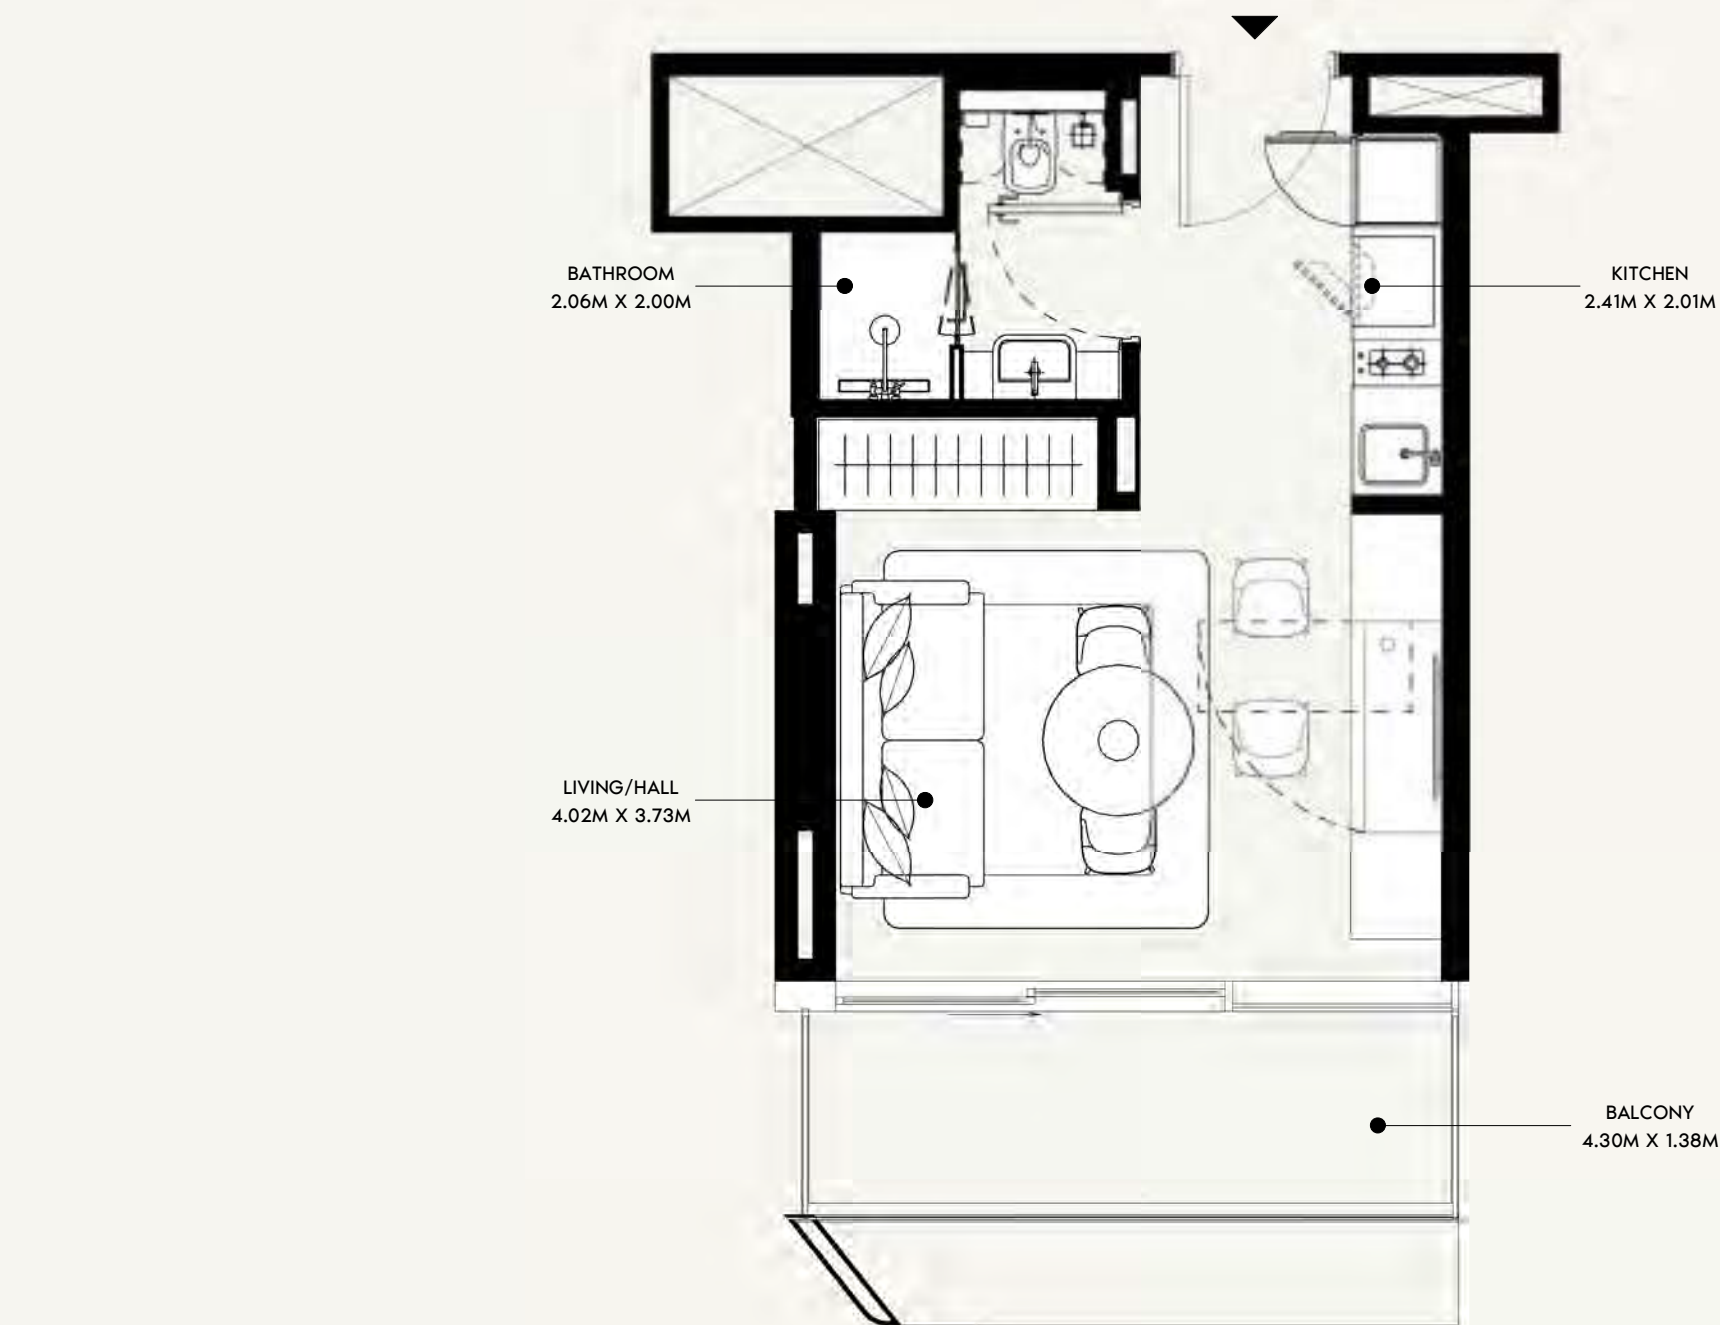 BATHROOM
2.06M X 2.00M
KITCHEN
2.41M X 2.01M
LIVING/HALL
4.02M X 3.73M
BALCONY
4.30M X 1.38M